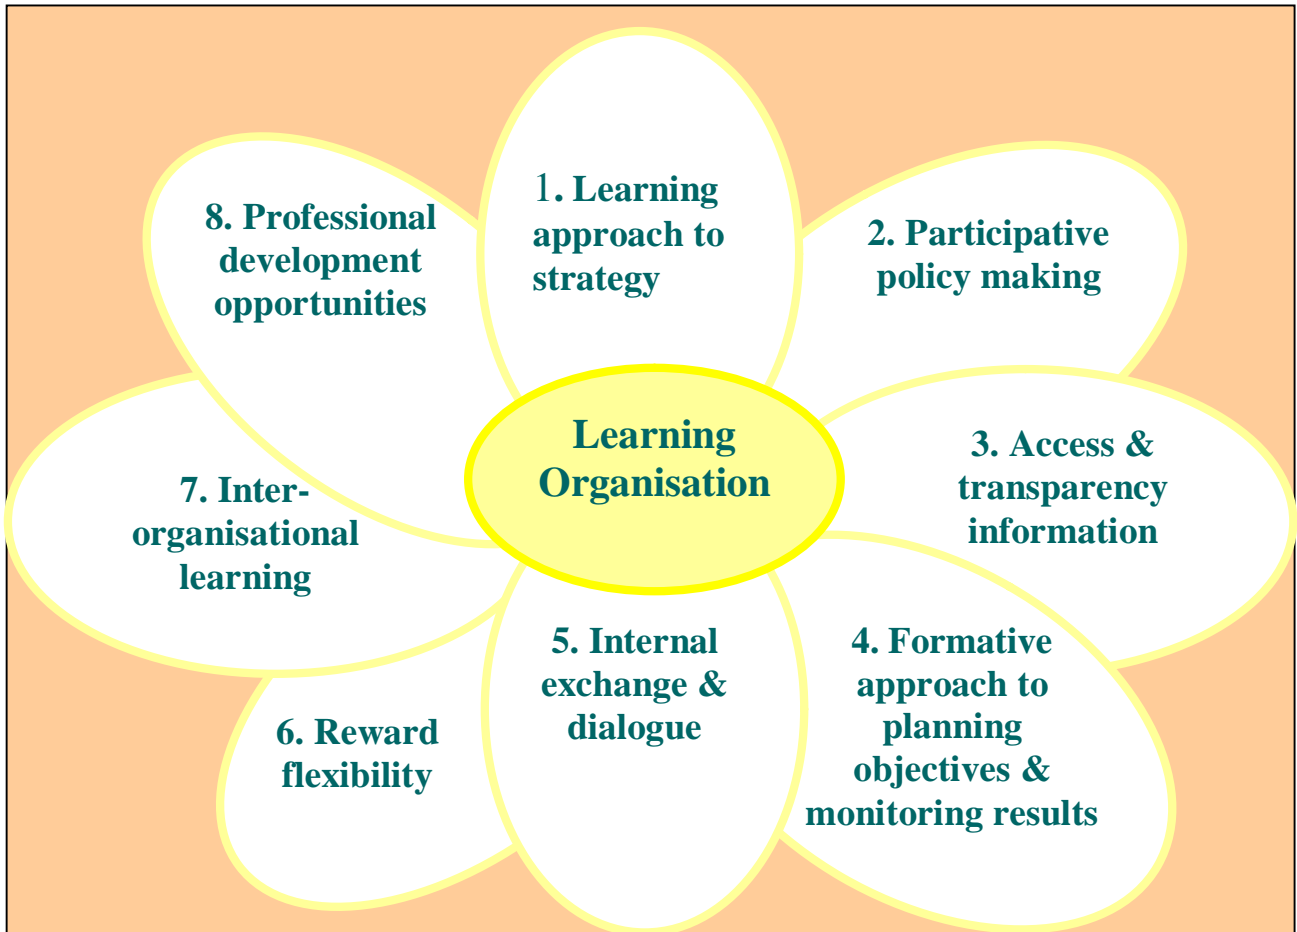 1. Learning
approach to
strategy
2. Participative
policy making
3. Access &
transparency
information
4. Formative
approach to
planning
objectives &
monitoring results
5. Internal
exchange &
dialogue
6. Reward
flexibility
7. Inter-
organisational
learning
8. Professional
development
opportunities
Learning
Organisation